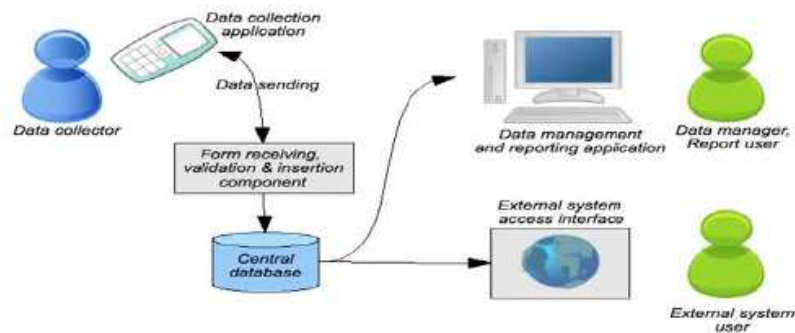 Data collection
application
Data sending
Data collector
Form receiving,
validation & insertion
component
Central
database
Data management
and reporting application
Data manager,
Report user
External system
access interface
External system
user